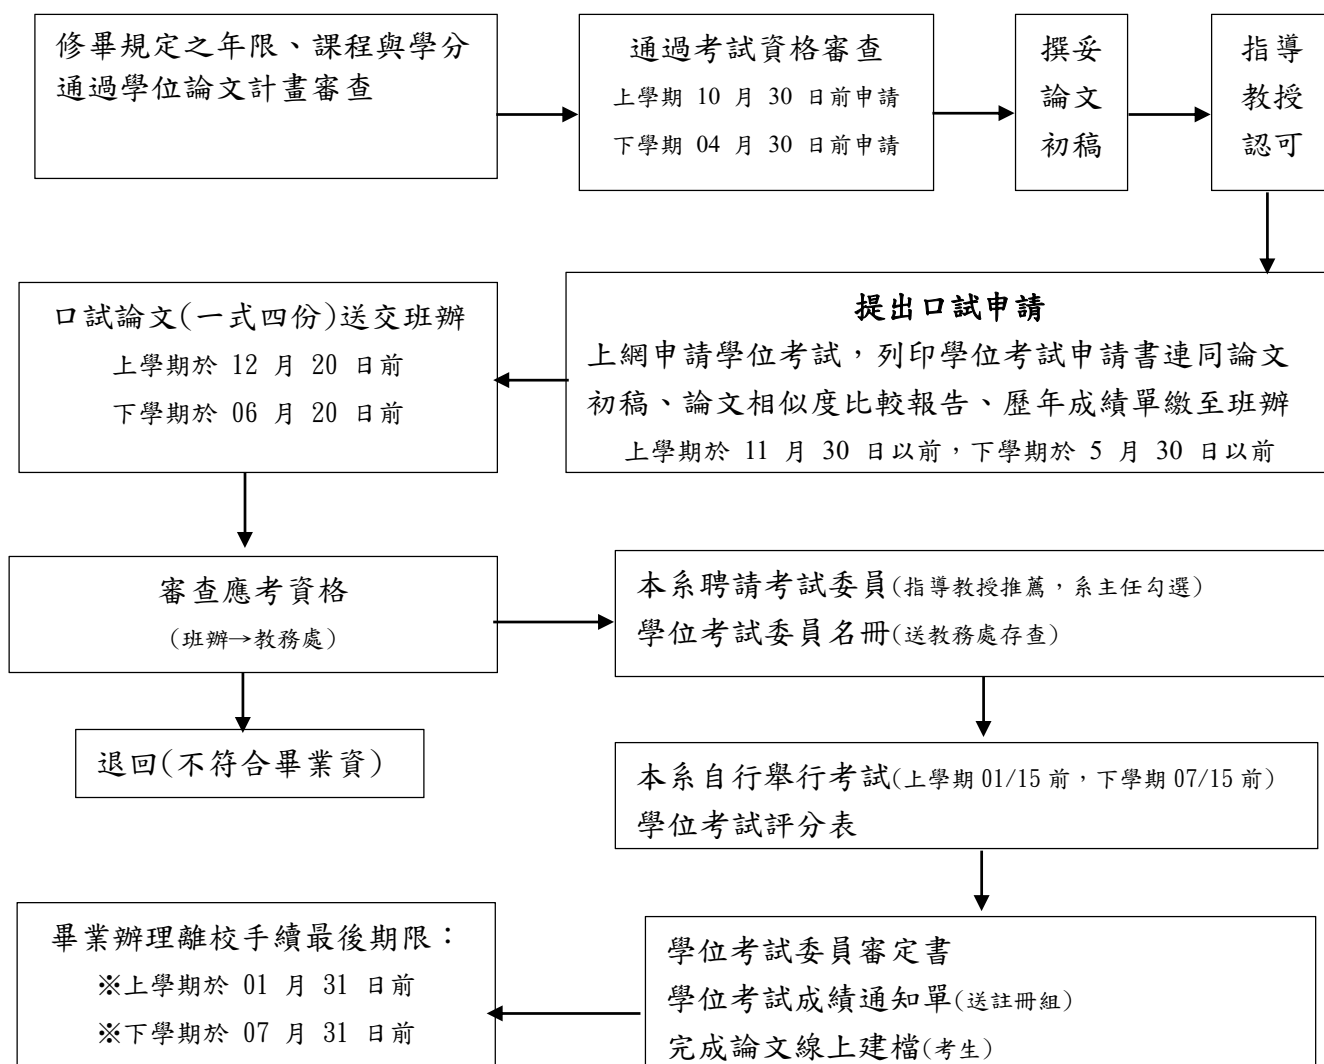 修畢規定之年限、課程與學分
通過學位論文計畫審查
通過考試資格審查
上學期 10 月 30 日前申請
下學期 04 月 30 日前申請
撰妥
論文
初稿
指導
教授
認可
提出口試申請
上網申請學位考試，列印學位考試申請書連同論文
初稿、論文相似度比較報告、歷年成績單繳至班辦
上學期於 11 月 30 日以前，下學期於 5 月 30 日以前
口試論文(一式四份)送交班辦
上學期於 12 月 20 日前
下學期於 06 月 20 日前
審查應考資格
(班辦→教務處)
退回(不符合畢業資)
本系聘請考試委員(指導教授推薦，系主任勾選)
學位考試委員名冊(送教務處存查)
本系自行舉行考試(上學期 01/15 前，下學期 07/15 前)
學位考試評分表
學位考試委員審定書
學位考試成績通知單(送註冊組)
完成論文線上建檔(考生)
畢業辦理離校手續最後期限：
※上學期於 01 月 31 日前
※下學期於 07 月 31 日前